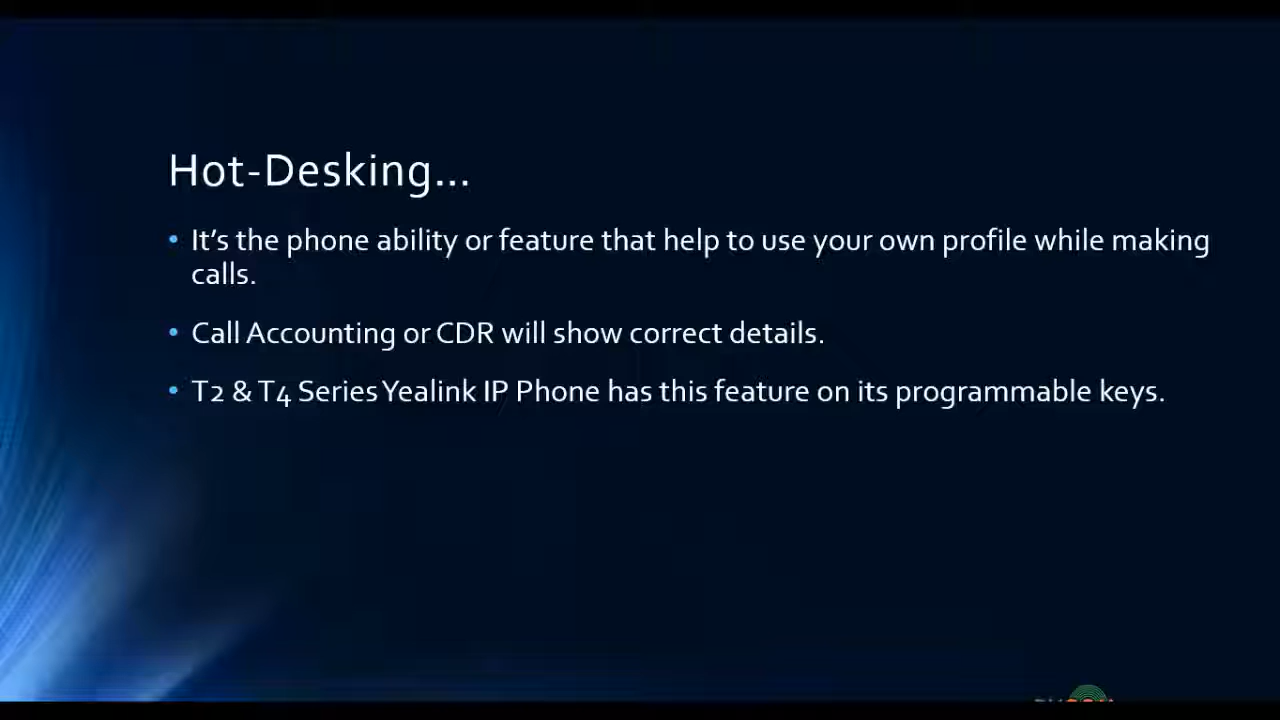 Hot-Desking...
• It's the phone ability or feature that help to use your own profile while making
calls.
• Call Accounting or CDR will show correct details.
• T2 & T4 Series Yealink IP Phone has this feature on its programmable keys.